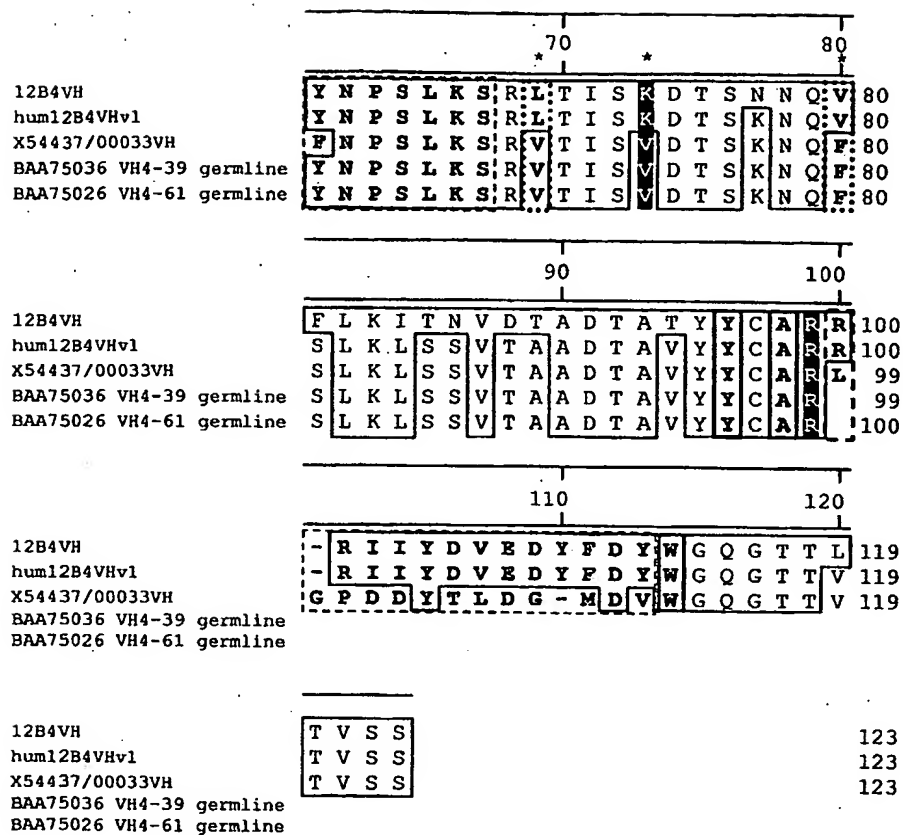 70 80
* * *
12B4VH Y N P S L K S R L T I S K D T S N N Q V 80
hum12B4VHv1 Y N P S L K S R L T I S K D T S K N Q V 80
X54437/00033VH F N P S L K S R V T I S V D T S K N Q F 80
BAA75036 VH4-39 germline Y N P S L K S R V T I S V D T S K N Q F 80
BAA75026 VH4-61 germline Y N P S L K S R V T I S V D T S K N Q F 80
90 100
12B4VH F L K I T N V D T A D T A T Y Y C A R R 100
hum12B4VHv1 S L K L S S V T A A D T A V Y Y C A R R 100
X54437/00033VH S L K L S S V T A A D T A V Y Y C A R L 99
BAA75036 VH4-39 germline S L K L S S V T A A D T A V Y Y C A R 99
BAA75026 VH4-61 germline S L K L S S V T A A D T A V Y Y C A R 100
110 120
12B4VH - R I I Y D V E D Y F D Y W G Q G T T L 119
hum12B4VHv1 - R I I Y D V E D Y F D Y W G Q G T T V 119
X54437/00033VH G P D D Y T L D G - M D V W G Q G T T V 119
BAA75036 VH4-39 germline
BAA75026 VH4-61 germline
12B4VH T V S S 123
hum12B4VHv1 T V S S 123
X54437/00033VH T V S S 123
BAA75036 VH4-39 germline
BAA75026 VH4-61 germline